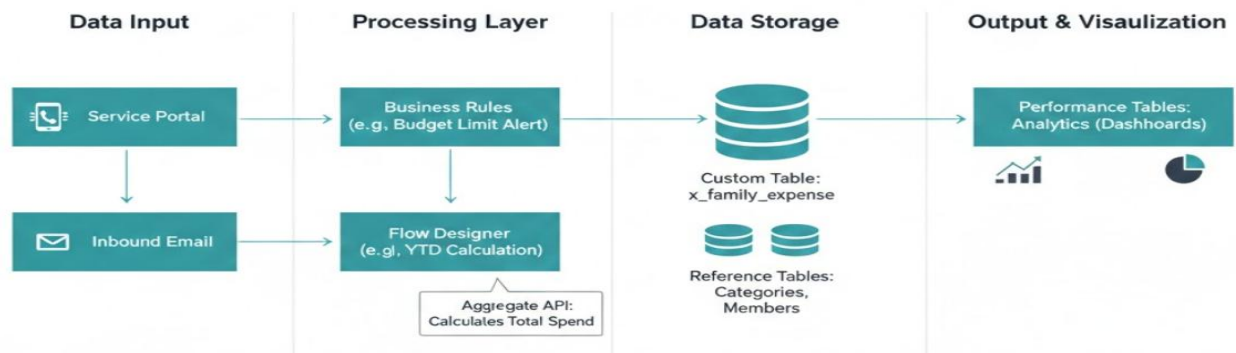 Data Input
Processing Layer
Data Storage
Output & Visaulization
Service Portal
Business Rules
(e.g, Budget Limit Alert)
Performance Tables:
Analytics (Dashhoards)
Custom Table:
x_family_expense
Inbound Email
Flow Designer
(e.g|, YTD Calculation)
Reference Tables:
Categories,
Members
Aggregate API:
Calculates Total Spend